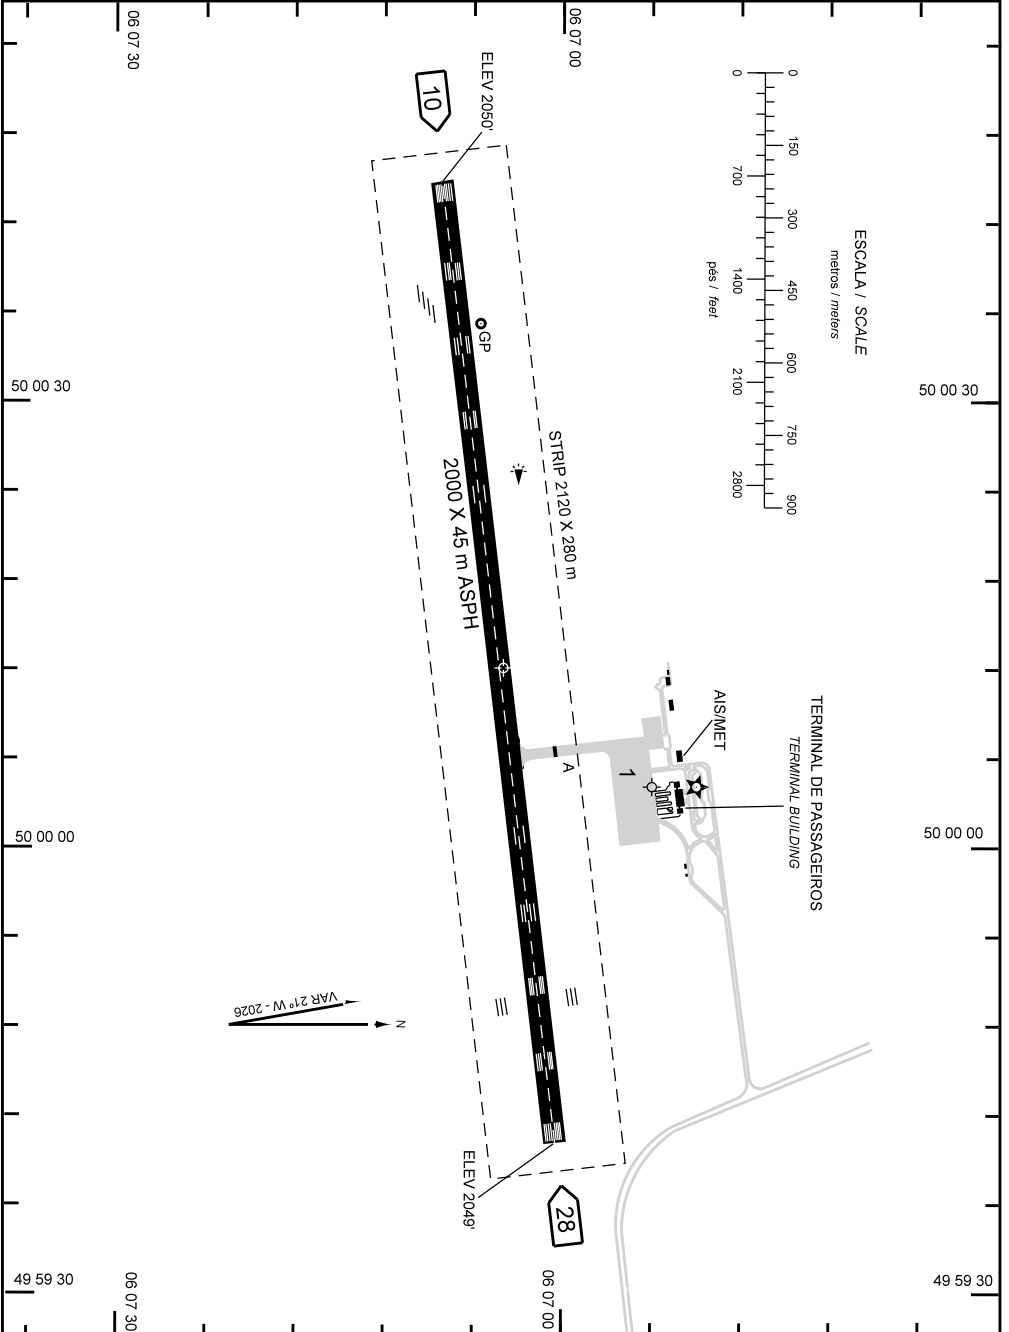 06 07 30
06 07 00
ESCALA / SCALE
metros / meters
0 150 300 450 600 750 900
0 700 1400 2100 2800
pés / feet
ELEV 2050'
10
GP
50 00 30
50 00 30
STRIP 2120 X 280 m
2000 X 45 m ASPH
TERMINAL DE PASSAGEIROS
TERMINAL BUILDING
AIS/MET
A
1
50 00 00
50 00 00
VAR 21° W - 2026
N
ELEV 2049'
28
49 59 30
49 59 30
06 07 30
06 07 00